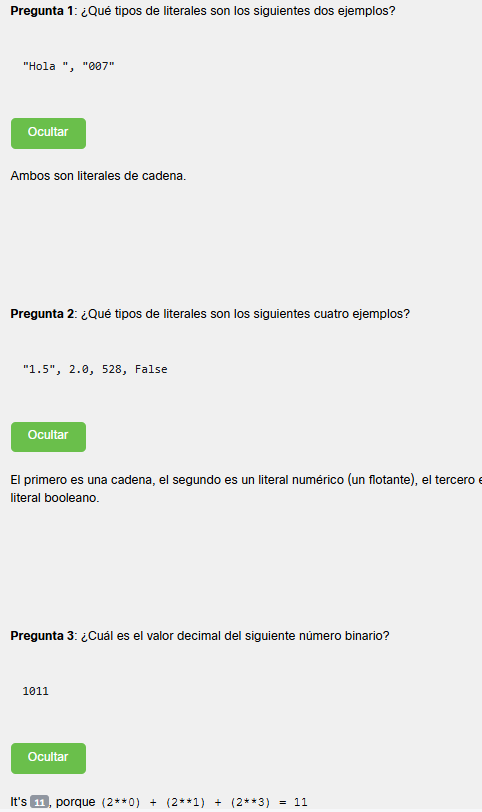 Pregunta 1: ¿Qué tipos de literales son los siguientes dos ejemplos?
"Hola ", "007"
Ocultar
Ambos son literales de cadena.
Pregunta 2: ¿Qué tipos de literales son los siguientes cuatro ejemplos?
"1.5", 2.0, 528, False
Ocultar
El primero es una cadena, el segundo es un literal numérico (un flotante), el tercero
literal booleano.
Pregunta 3: ¿Cuál es el valor decimal del siguiente número binario?
1011
Ocultar
It's 11, porque (2**0) + (2**1) + (2**3) = 11